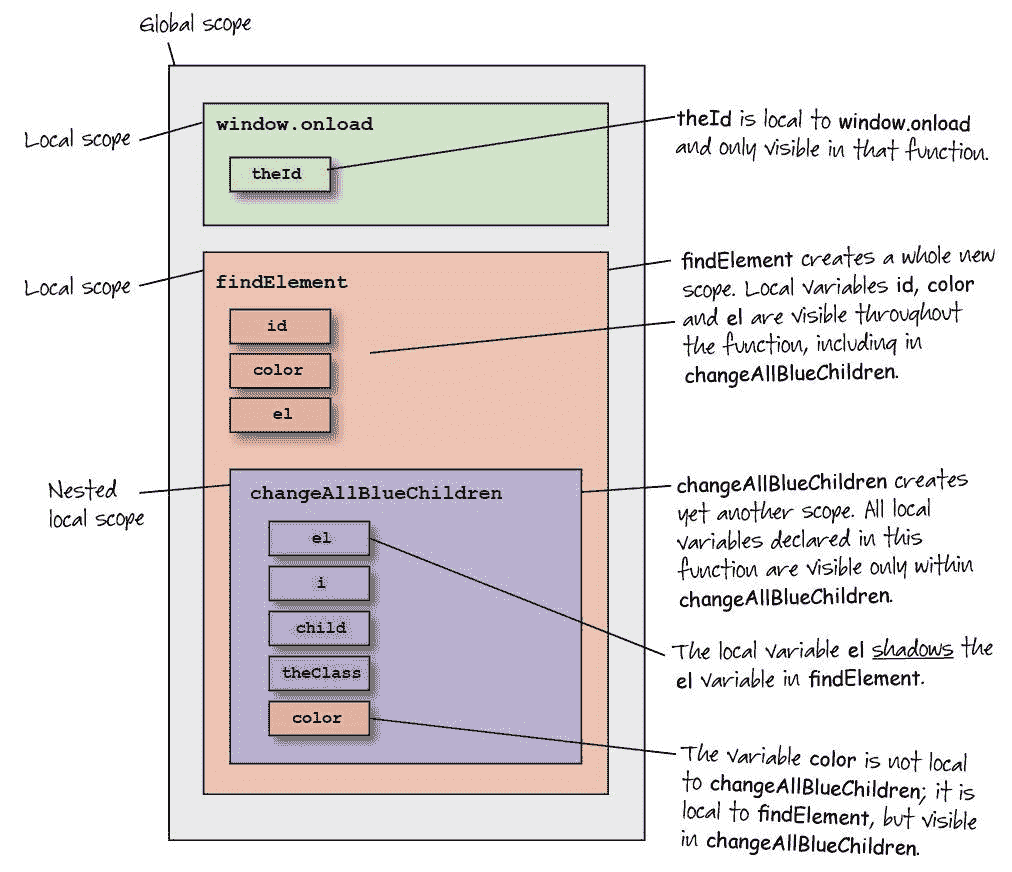 Global scope
Local scope
window.onload
theId
theId is local to window.onload
and only visible in that function.
Local scope
findElement
id
color
el
findElement creates a whole new
scope. Local variables id, color
and el are visible throughout
the function, including in
changeAllBlueChildren.
Nested
local scope
changeAllBlueChildren
el
i
child
theClass
color
changeAllBlueChildren creates
yet another scope. All local
variables declared in this
function are visible only within
changeAllBlueChildren.
The local variable el shadows the
el variable in findElement.
The variable color is not local
to changeAllBlueChildren; it is
local to findElement, but visible
in changeAllBlueChildren.